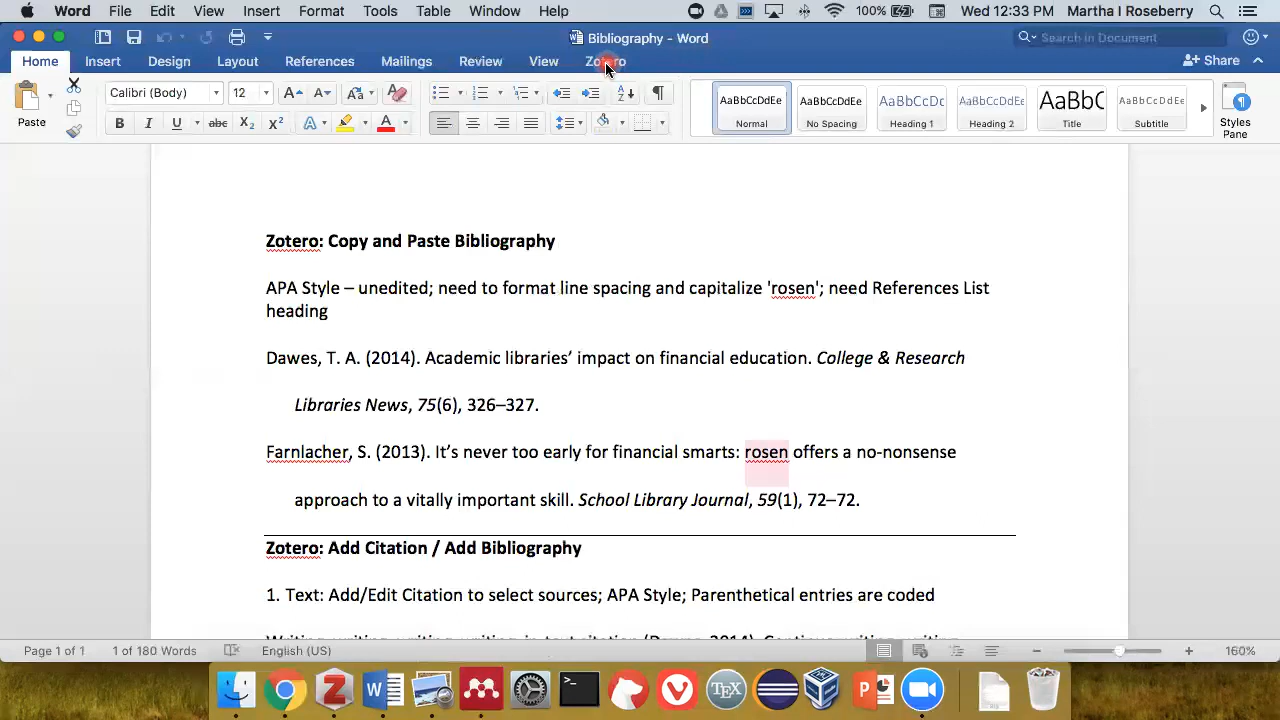 Word File Edit View Insert Format Tools Table Window Help 100% Wed 12:33 PM Martha I Roseberry
Bibliography - Word Search in Document
Home Insert Design Layout References Mailings Review View Zotero Share
Paste Calibri (Body) 12 A A Aa A
B I U abc X2 X2 A A
AaBbCcDdEe Normal
AaBbCcDdEe No Spacing
AaBbCcDc Heading 1
AaBbCcDdEe Heading 2
AaBbC Title
AaBbCcDdEe Subtitle
Styles
Pane
Zotero: Copy and Paste Bibliography
APA Style – unedited; need to format line spacing and capitalize 'rosen'; need References List
heading
Dawes, T. A. (2014). Academic libraries’ impact on financial education. College & Research
Libraries News, 75(6), 326–327.
Farnlacher, S. (2013). It’s never too early for financial smarts: rosen offers a no-nonsense
approach to a vitally important skill. School Library Journal, 59(1), 72–72.
Zotero: Add Citation / Add Bibliography
1. Text: Add/Edit Citation to select sources; APA Style; Parenthetical entries are coded
Page 1 of 1 1 of 180 Words English (US) 160%